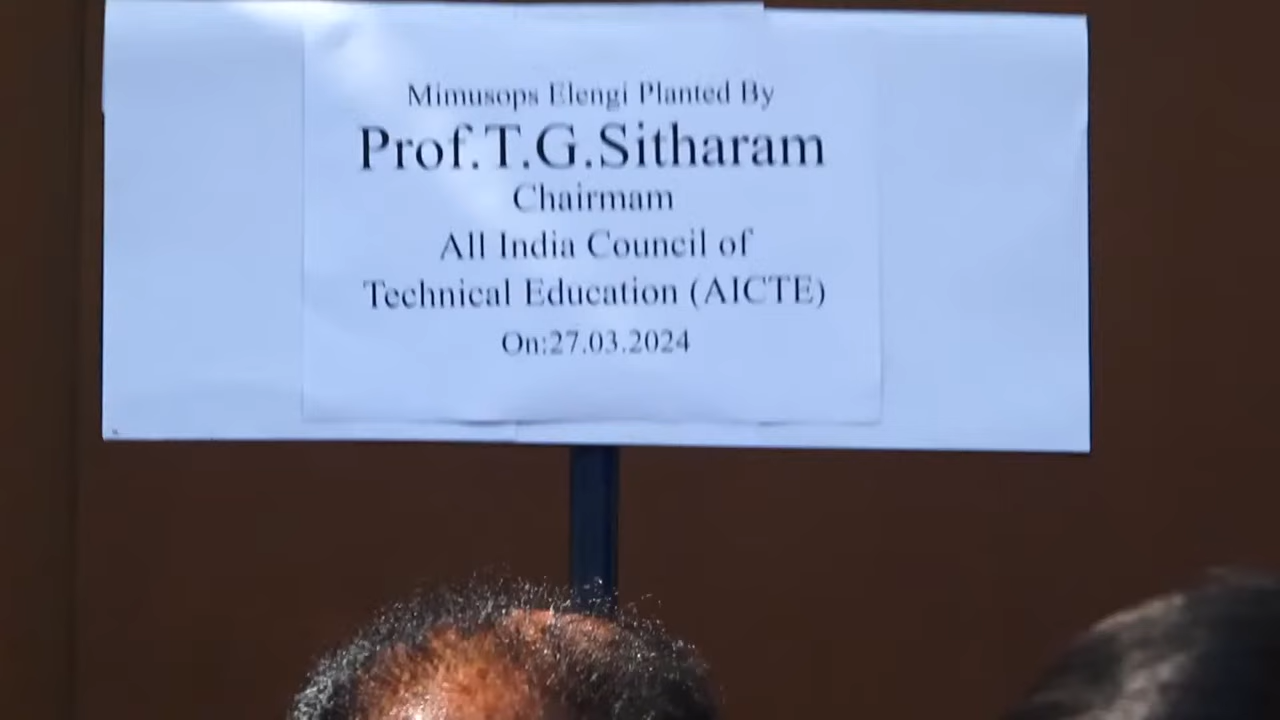 Mimusops Elengi Planted By
Prof.T.G.Sitharam
Chairmam
All India Council of
Technical Education (AICTE)
On:27.03.2024